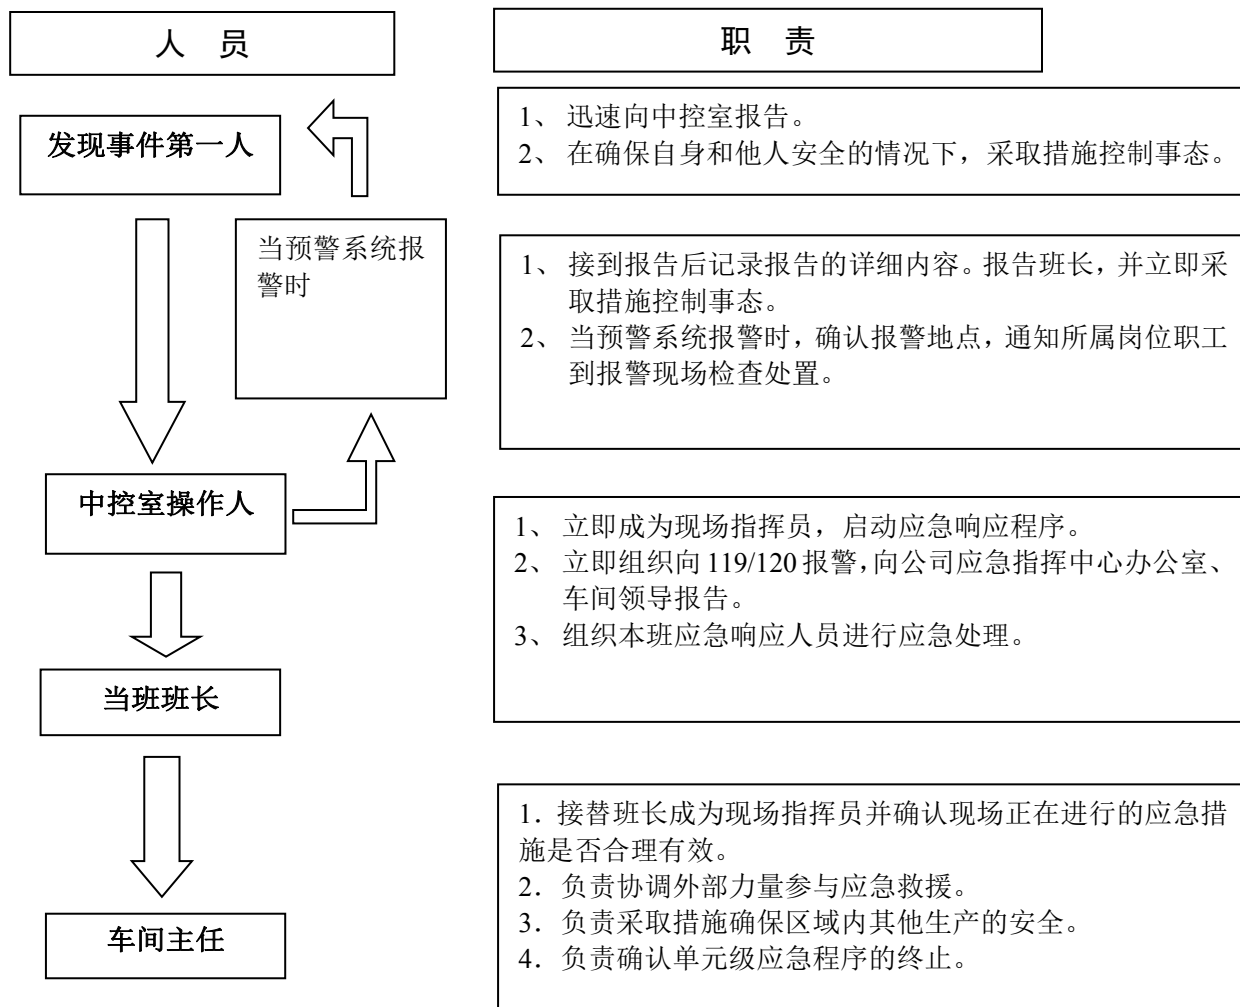 人 员
职 责
发现事件第一人
1、 迅速向中控室报告。
2、 在确保自身和他人安全的情况下，采取措施控制事态。
当预警系统报
警时
1、 接到报告后记录报告的详细内容。报告班长，并立即采
取措施控制事态。
2、 当预警系统报警时，确认报警地点，通知所属岗位职工
到报警现场检查处置。
中控室操作人
1、 立即成为现场指挥员，启动应急响应程序。
2、 立即组织向 119/120 报警，向公司应急指挥中心办公室、
车间领导报告。
3、 组织本班应急响应人员进行应急处理。
当班班长
1．接替班长成为现场指挥员并确认现场正在进行的应急措
施是否合理有效。
2．负责协调外部力量参与应急救援。
3．负责采取措施确保区域内其他生产的安全。
4．负责确认单元级应急程序的终止。
车间主任